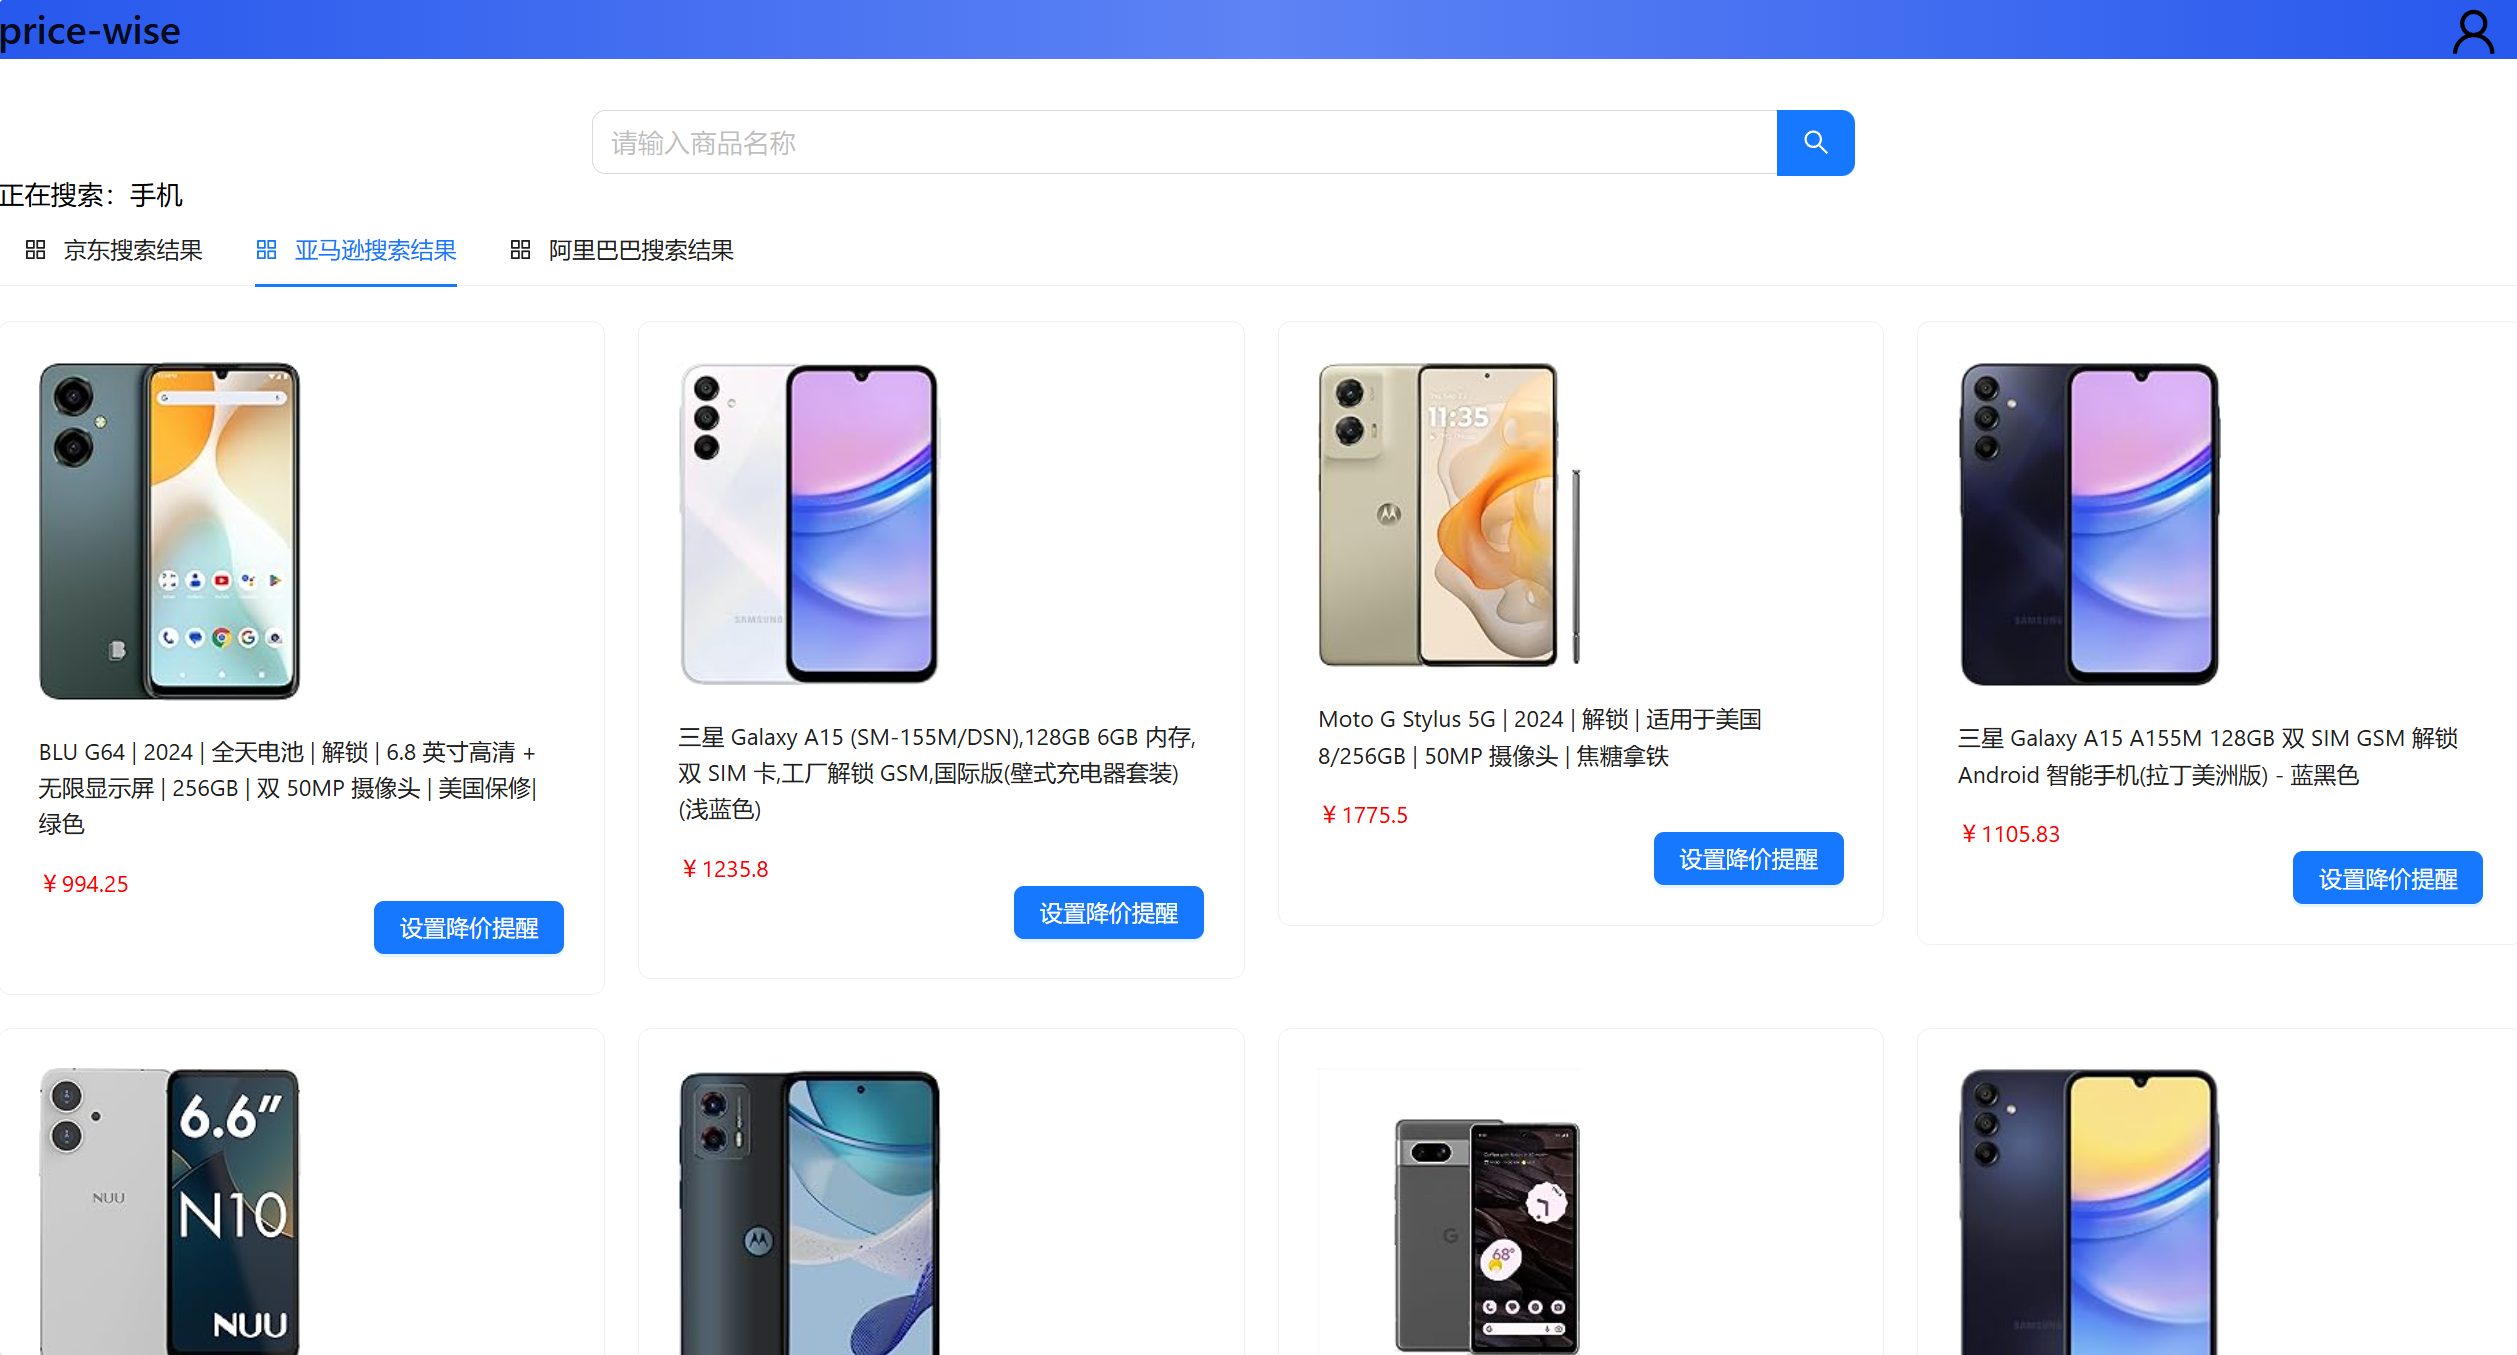 price-wise
请输入商品名称
正在搜索：手机
京东搜索结果
亚马逊搜索结果
阿里巴巴搜索结果
11:35
SAMSUNG
SAMSUNG
BLU G64 | 2024 | 全天电池 | 解锁 | 6.8 英寸高清 +
无限显示屏 | 256GB | 双 50MP 摄像头 | 美国保修|
绿色
￥994.25
设置降价提醒
三星 Galaxy A15 (SM-155M/DSN),128GB 6GB 内存,
双 SIM 卡,工厂解锁 GSM,国际版(壁式充电器套装)
(浅蓝色)
￥1235.8
设置降价提醒
Moto G Stylus 5G | 2024 | 解锁 | 适用于美国
8/256GB | 50MP 摄像头 | 焦糖拿铁
￥1775.5
设置降价提醒
三星 Galaxy A15 A155M 128GB 双 SIM GSM 解锁
Android 智能手机(拉丁美洲版) - 蓝黑色
￥1105.83
设置降价提醒
6.6″
NUU
N10
NUU
68°
SAMSUNG